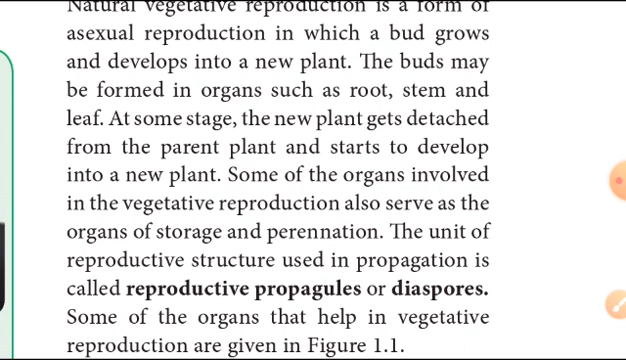 Natural vegetative reproduction is a form of
asexual reproduction in which a bud grows
and develops into a new plant. The buds may
be formed in organs such as root, stem and
leaf. At some stage, the new plant gets detached
from the parent plant and starts to develop
into a new plant. Some of the organs involved
in the vegetative reproduction also serve as the
organs of storage and perennation. The unit of
reproductive structure used in propagation is
called reproductive propagules or diaspores.
Some of the organs that help in vegetative
reproduction are given in Figure 1.1.